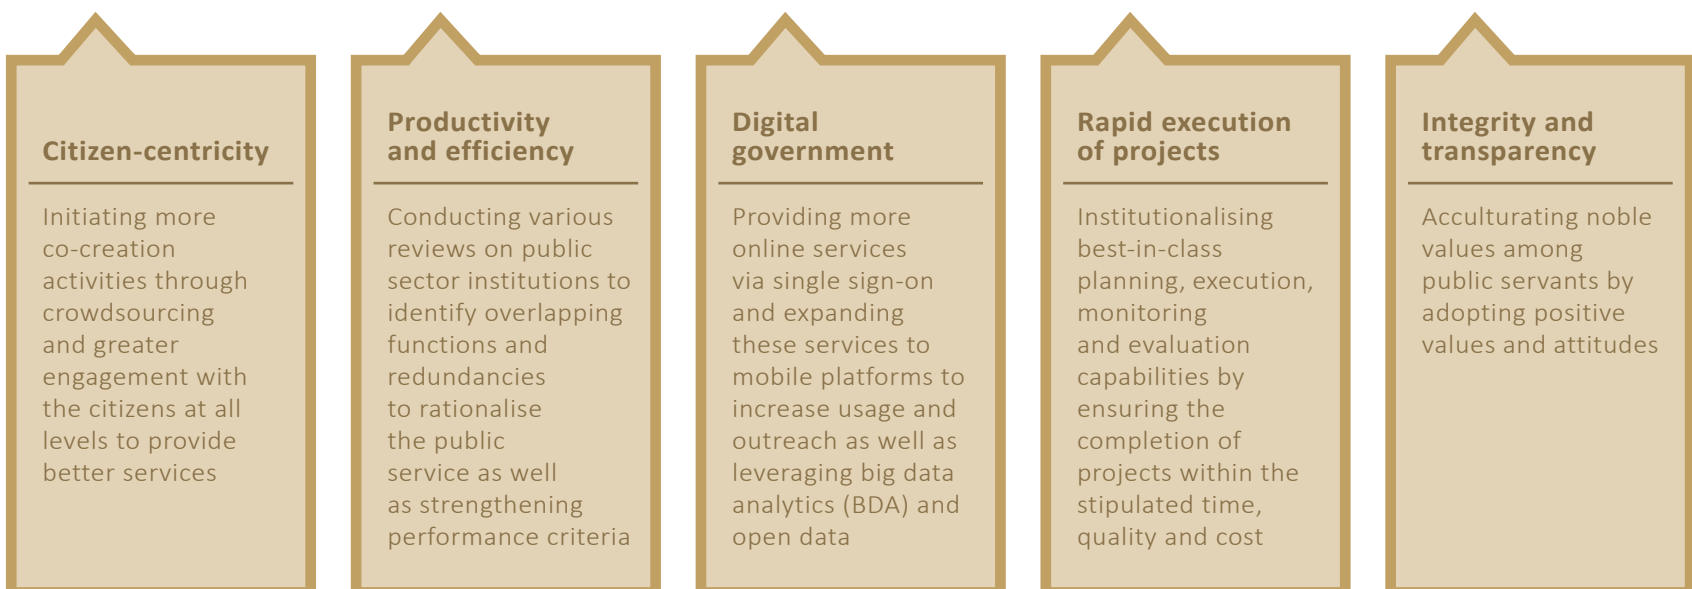 Citizen-centricity
Initiating more
co-creation
activities through
crowdsourcing
and greater
engagement with
the citizens at all
levels to provide
better services
Productivity
and efficiency
Conducting various
reviews on public
sector institutions to
identify overlapping
functions and
redundancies
to rationalise
the public
service as well
as strengthening
performance criteria
Digital
government
Providing more
online services
via single sign-on
and expanding
these services to
mobile platforms to
increase usage and
outreach as well as
leveraging big data
analytics (BDA) and
open data
Rapid execution
of projects
Institutionalising
best-in-class
planning, execution,
monitoring
and evaluation
capabilities by
ensuring the
completion of
projects within the
stipulated time,
quality and cost
Integrity and
transparency
Acculturating noble
values among
public servants by
adopting positive
values and attitudes